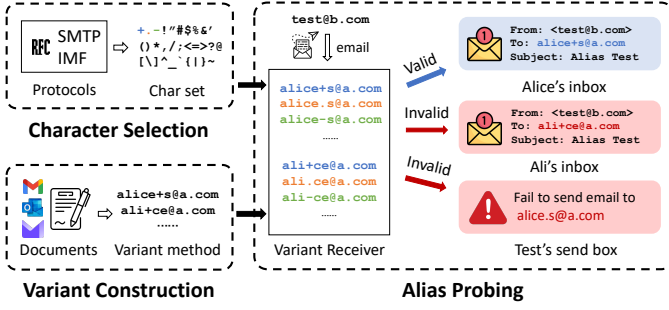 RFC
SMTP
IMF
+.-!"#$%&'
()*,/;<=>?@
[\]^_`{|}~
Protocols
Char set
Character Selection
Documents
alice+s@a.com
ali+ce@a.com
......
Variant method
Variant Construction
test@b.com
email
alice+s@a.com
alice.s@a.com
alice-s@a.com
......
ali+ce@a.com
ali.ce@a.com
ali-ce@a.com
......
Variant Receiver
Valid
Invalid
Invalid
1
From: <test@b.com>
To: alice+s@a.com
Subject: Alias Test
Alice's inbox
1
From: <test@b.com>
To: ali+ce@a.com
Subject: Alias Test
Ali's inbox
Fail to send email to
alice.s@a.com
Test's send box
Alias Probing